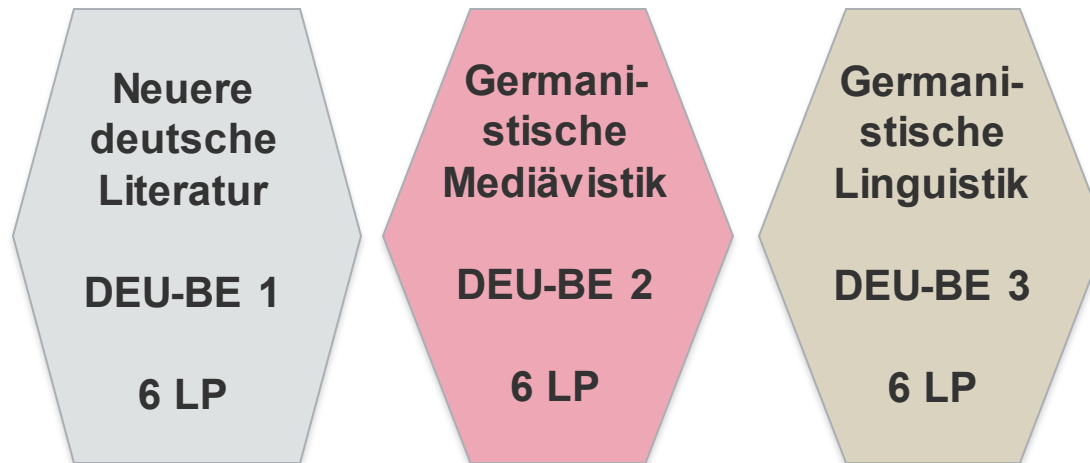 Neuere
deutsche
Literatur
DEU-BE 1
6 LP
Germani-
stische
Mediävistik
DEU-BE 2
6 LP
Germani-
stische
Linguistik
DEU-BE 3
6 LP